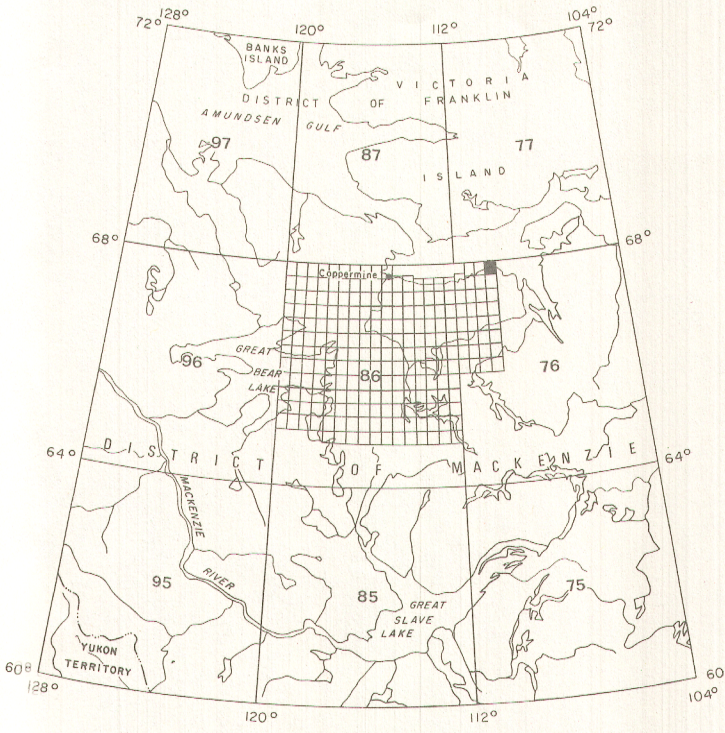 128°
120°
112°
104°
72°
72°
BANKS
ISLAND
VICTORIA
DISTRICT OF FRANKLIN
AMUNDSEN GULF
97
87
77
ISLAND
68°
68°
Coppermine
GREAT
96
BEAR
86
76
LAKE
DISTRICT OF MACKENZIE
64°
64°
MACKENZIE
RIVER
95
85
75
GREAT
SLAVE
LAKE
YUKON
TERRITORY
60°
60
128°
104°
120°
112°